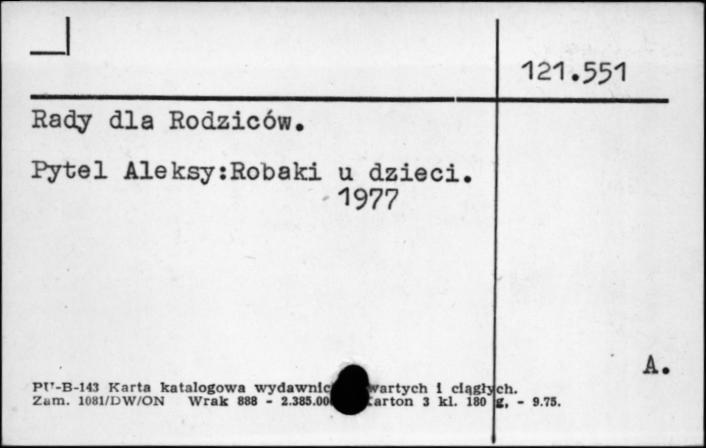 121.551
Rady dla Rodziców.
Pytel Aleksy:Robaki u dzieci.
1977
A.
PU-B-143 Karta katalogowa wydawnic wartych i ciągłych.
Zam. 1081/DW/ON Wrak 888 - 2.385.00 arton 3 kl. 180 g, - 9.75.